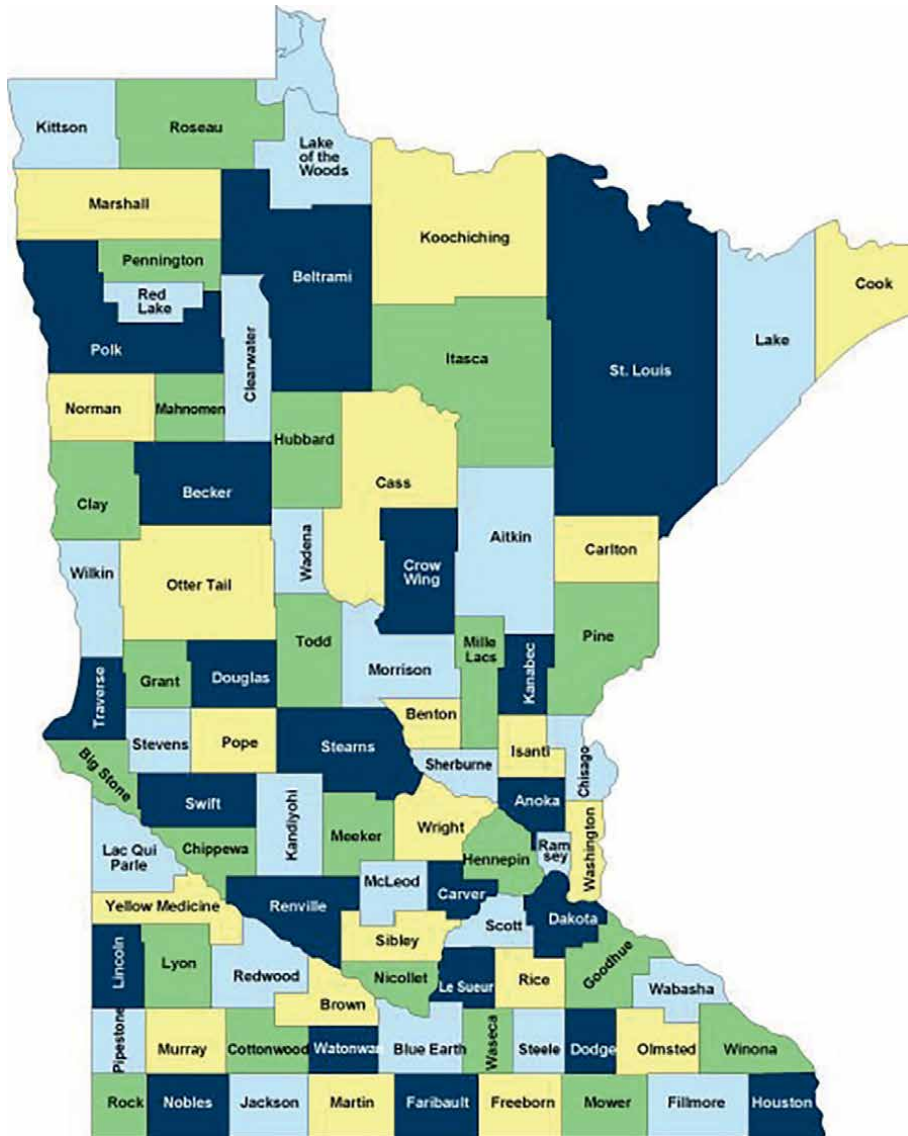 Kittson
Roseau
Lake
of the
Woods
Marshall
Koochiching
Pennington
Beltrami
Red
Lake
Cook
Polk
Clearwater
Itasca
St. Louis
Lake
Norman
Mahnomen
Hubbard
Cass
Clay
Becker
Wadena
Crow
Wing
Aitkin
Carlton
Wilkin
Otter Tail
Todd
Morrison
Mille
Lacs
Kanabec
Pine
Traverse
Grant
Douglas
Benton
Stevens
Pope
Stearns
Sherburne
Isanti
Chisago
Big Stone
Swift
Kandiyohi
Meeker
Wright
Anoka
Hennepin
Ram
sey
Washington
Lac Qui
Parle
Chippewa
McLeod
Carver
Yellow Medicine
Renville
Scott
Dakota
Sibley
Lincoln
Lyon
Redwood
Nicollet
Le Sueur
Rice
Goodhue
Wabasha
Brown
Pipestone
Murray
Cottonwood
Watonwan
Blue Earth
Waseca
Steele
Dodge
Olmsted
Winona
Rock
Nobles
Jackson
Martin
Faribault
Freeborn
Mower
Fillmore
Houston